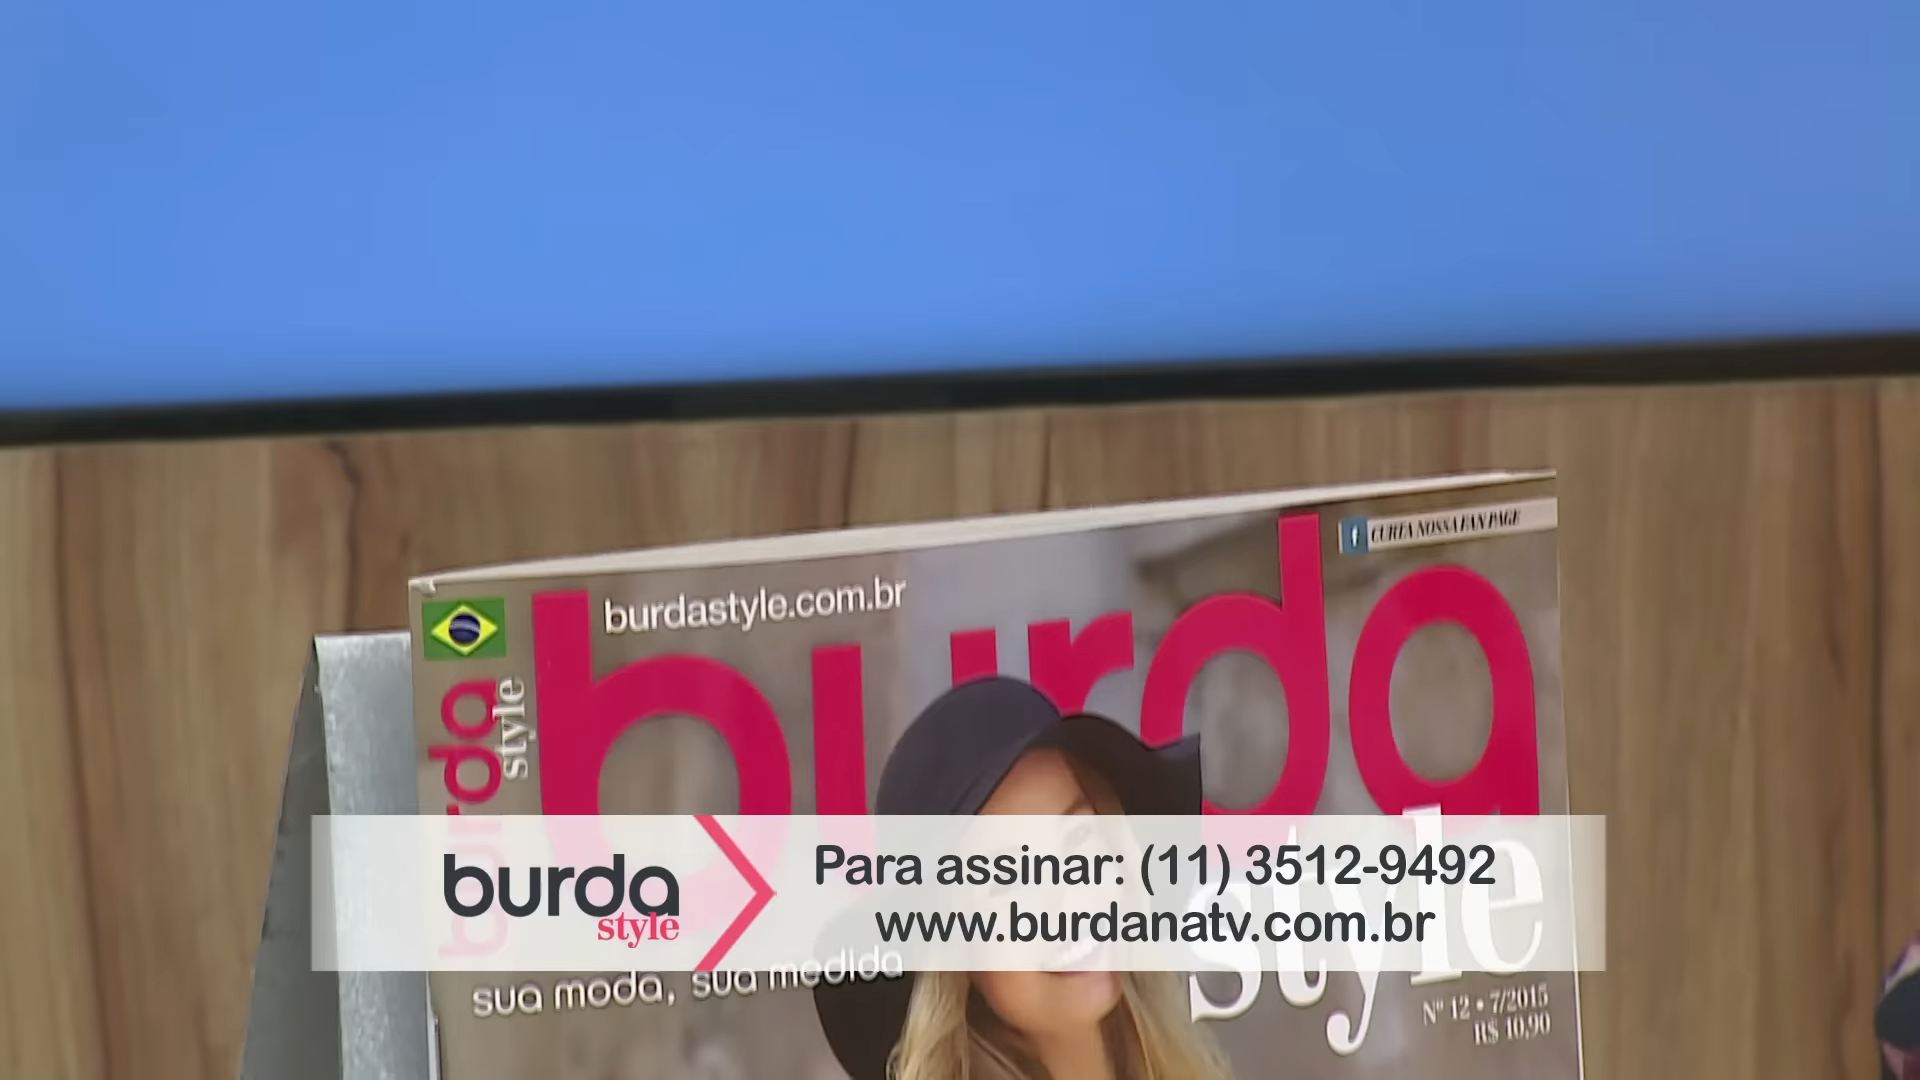 CURTA NOSSA FAN PAGE
burdastyle.com.br
burda
style
burda
style
sua moda, sua medida
Nº 12 • 7/2015
R$ 10,90
burda
style
Para assinar: (11) 3512-9492
www.burdanatv.com.br